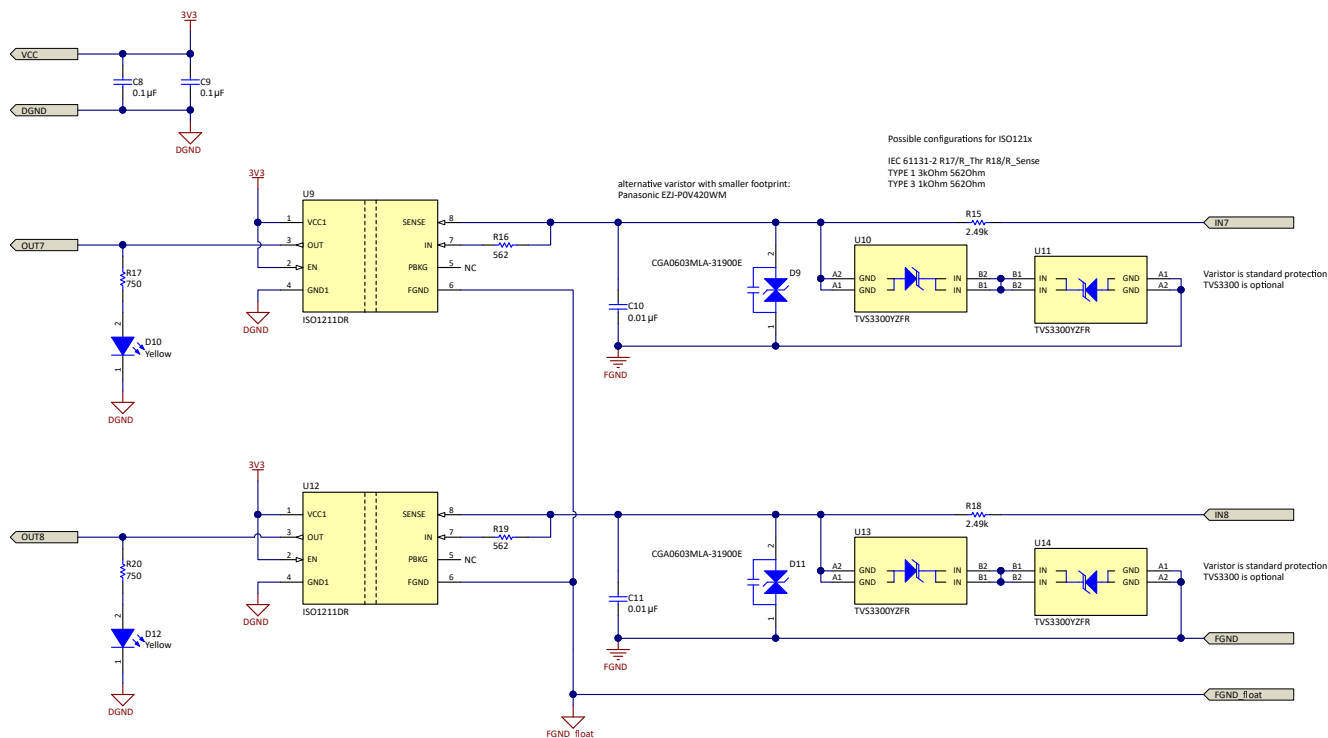 3V3
VCC
C8
0.1µF
C9
0.1µF
DGND
DGND
Possible configurations for ISO121x
IEC 61131-2 R17/R_Thr R18/R_Sense
TYPE 1 3kOhm 562Ohm
TYPE 3 1kOhm 562Ohm
alternative varistor with smaller footprint:
Panasonic EZJ-P0V420WM
3V3
U9
1 VCC1 SENSE 8
3 OUT IN 7
2 EN PBKG 5 NC
4 GND1 FGND 6
ISO1211DR
DGND
OUT7
R17
750
2
D10
Yellow
1
DGND
R16
562
C10
0.01µF
FGND
CGA0603MLA-31900E
2
D9
1
R15
2.49k
IN7
U10
A2 GND IN B2
A1 GND IN B1
TVS3300YZFR
U11
B1 IN GND A1
B2 IN GND A2
TVS3300YZFR
Varistor is standard protection
TVS3300 is optional
3V3
U12
1 VCC1 SENSE 8
3 OUT IN 7
2 EN PBKG 5 NC
4 GND1 FGND 6
ISO1211DR
DGND
OUT8
R20
750
2
D12
Yellow
1
DGND
R19
562
C11
0.01µF
FGND
CGA0603MLA-31900E
2
D11
1
R18
2.49k
IN8
U13
A2 GND IN B2
A1 GND IN B1
TVS3300YZFR
U14
B1 IN GND A1
B2 IN GND A2
TVS3300YZFR
Varistor is standard protection
TVS3300 is optional
FGND
FGND_float
FGND_float